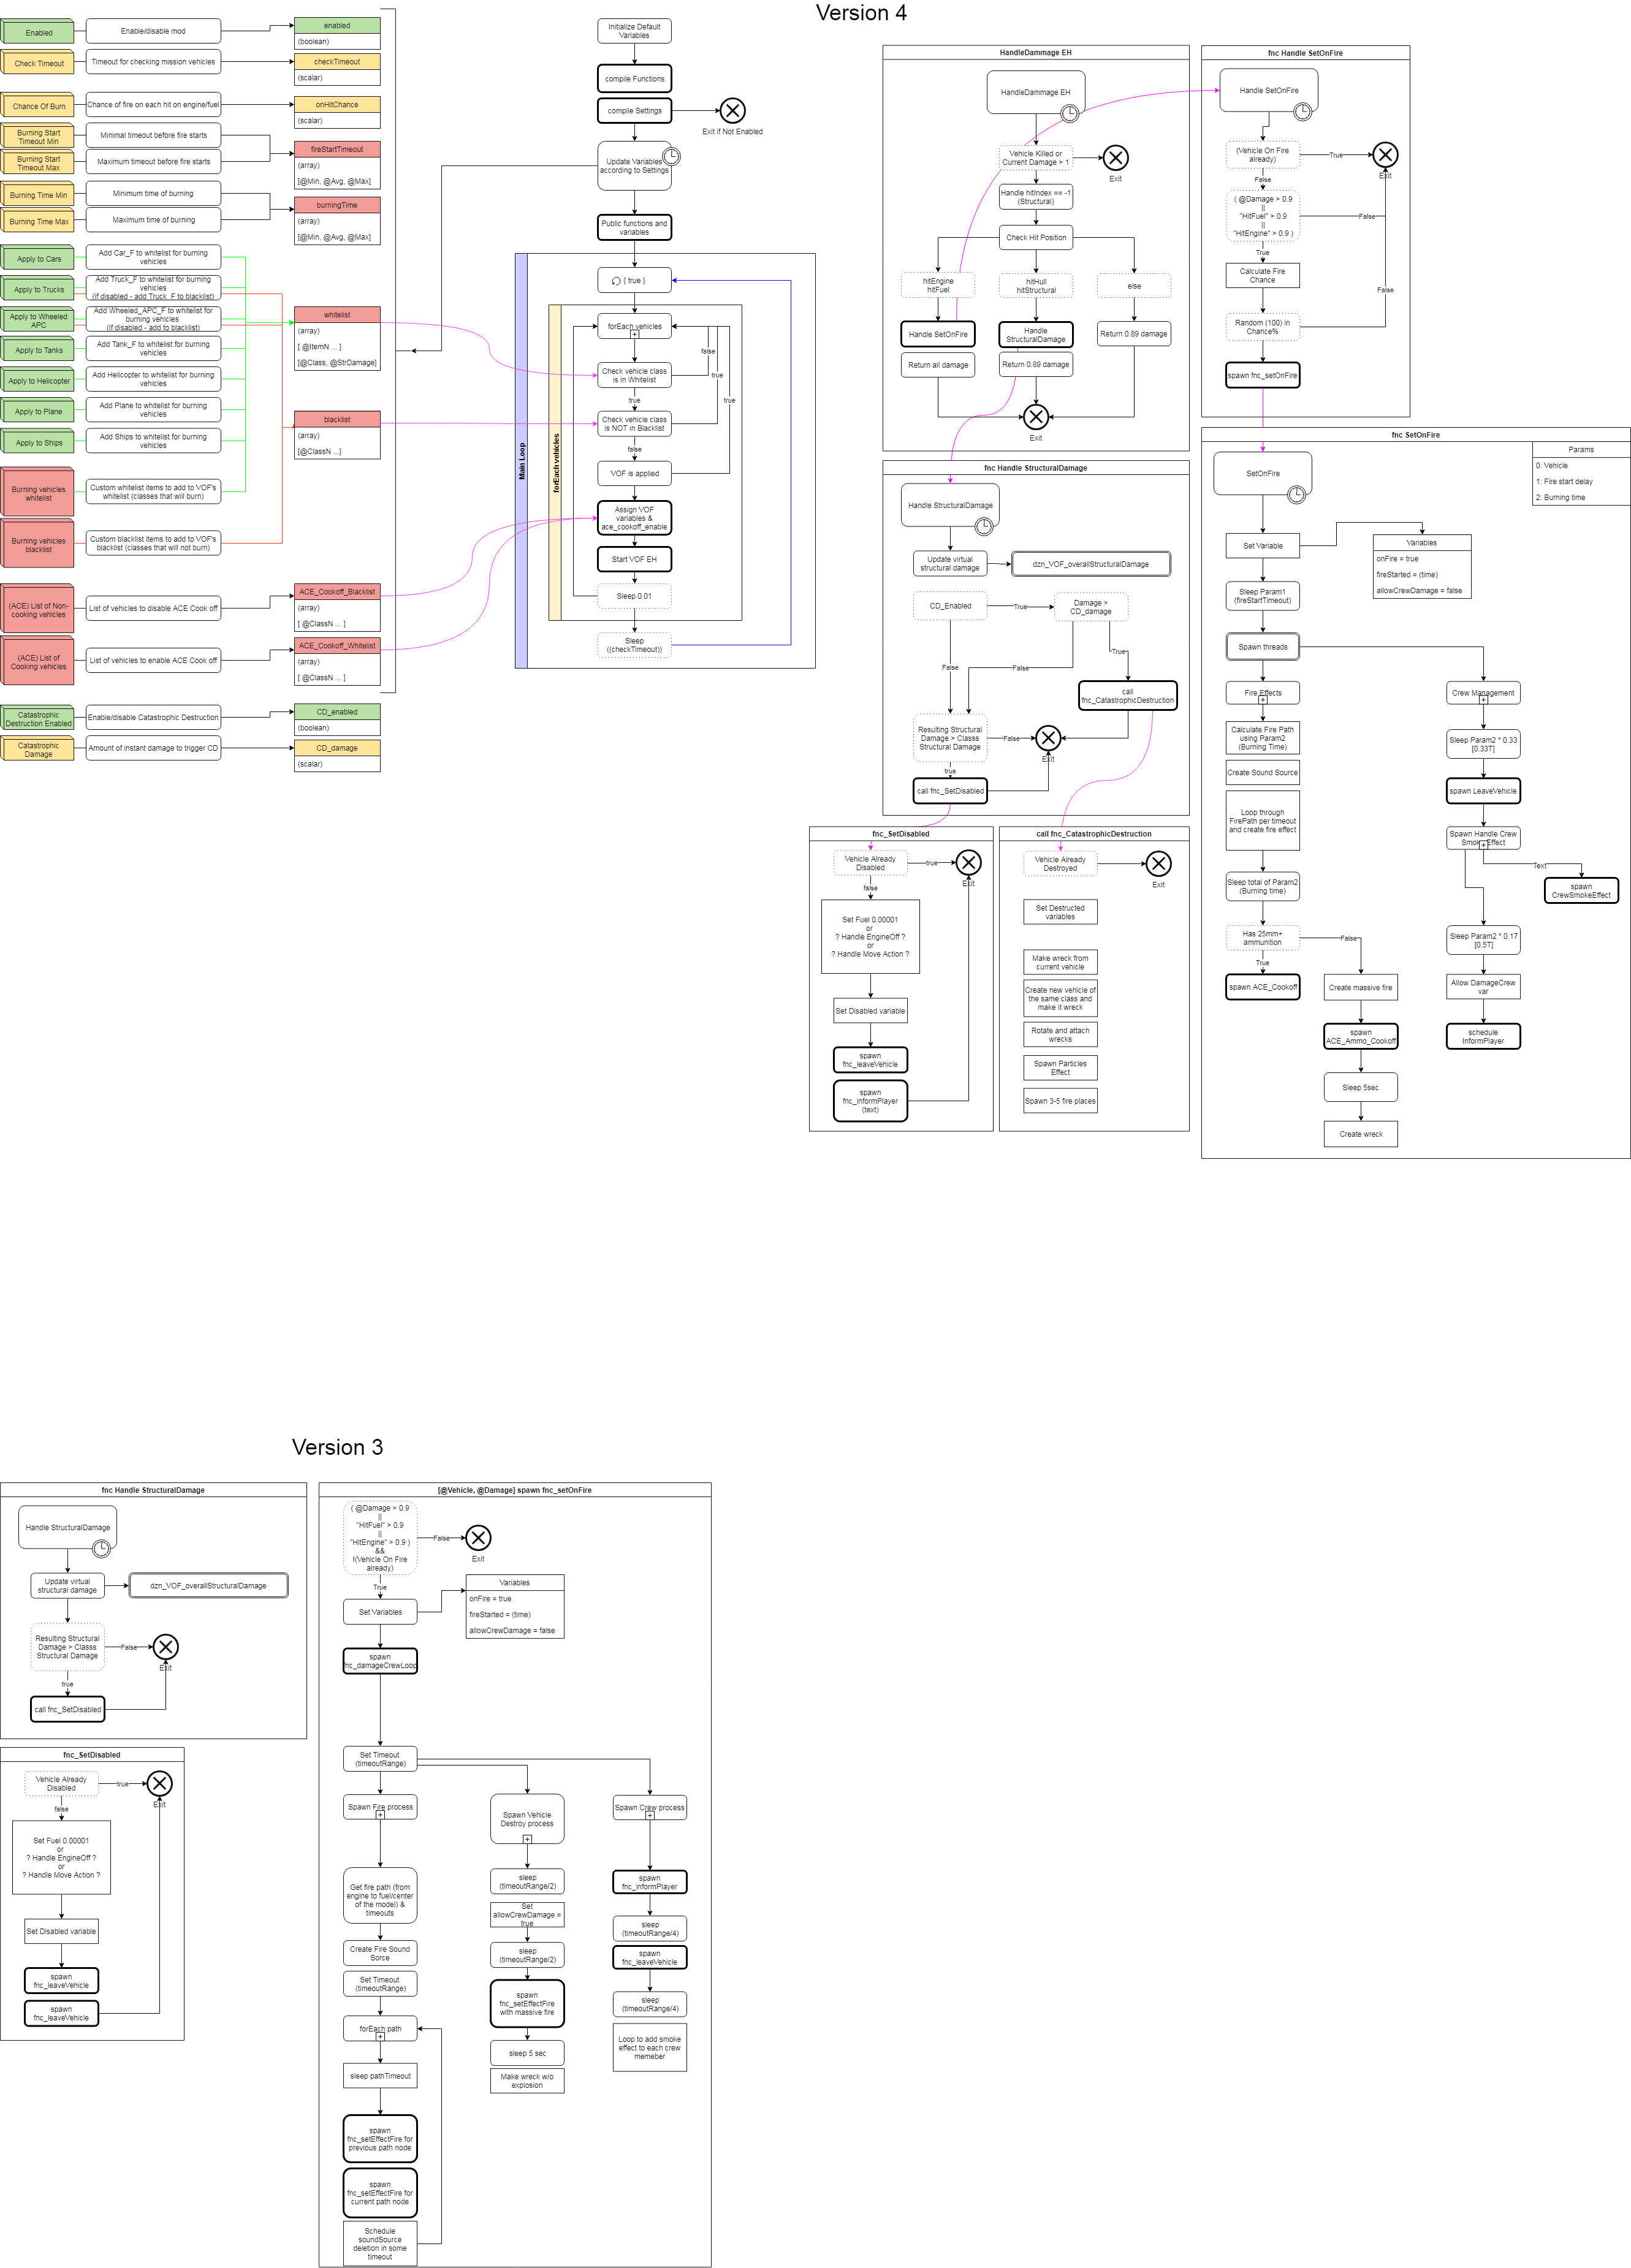 Version 4
Enabled
Enable/disable mod
enabled
(boolean)
Check Timeout
Timeout for checking mission vehicles
checkTimeout
(scalar)
Chance Of Burn
Chance of fire on each hit on engine/fuel
onHitChance
(scalar)
Burning Start
Timeout Min
Minimal timeout before fire starts
Burning Start
Timeout Max
Maximum timeout before fire starts
fireStartTimeout
(array)
[@Min, @Avg, @Max]
Burning Time Min
Minimum time of burning
Burning Time Max
Maximum time of burning
burningTime
(array)
[@Min, @Avg, @Max]
Apply to Cars
Add Car_F to whitelist for burning
vehicles
Apply to Trucks
Add Truck_F to whitelist for burning
vehicles
(if disabled - add Truck_F to blacklist)
Apply to Wheeled
APC
Add Wheeled_APC_F to whitelist for
burning vehicles
(if disabled - add to blacklist)
Apply to Tanks
Add Tank_F to whitelist for burning
vehicles
Apply to Helicopter
Add Helicopter to whitelist for burning
vehicles
Apply to Plane
Add Plane to whitelist for burning
vehicles
Apply to Ships
Add Ships to whitelist for burning
vehicles
whitelist
(array)
[ @ItemN ... ]
[@Class, @StrDamage]
blacklist
(array)
[@ClassN ...]
Burning vehicles
whitelist
Custom whitelist items to add to VOF's
whitelist (classes that will burn)
Burning vehicles
blacklist
Custom blacklist items to add to VOF's
blacklist (classes that will not burn)
(ACE) List of Non-
cooking vehicles
List of vehicles to disable ACE Cook off
ACE_Cookoff_Blacklist
(array)
[ @ClassN ... ]
(ACE) List of
Cooking vehicles
List of vehicles to enable ACE Cook off
ACE_Cookoff_Whitelist
(array)
[ @ClassN ... ]
Catastrophic
Destruction Enabled
Enable/disable Catastrophic Destruction
CD_enabled
(boolean)
Catastrophic
Damage
Amount of instant damage to trigger CD
CD_damage
(scalar)
Initialize Default
Variables
compile Functions
compile Settings
Exit if Not Enabled
Update Variables
according to Settings
Public functions and
variables
Main Loop
{ true }
forEach vehicles
forEach vehicles
+
false
Check vehicle class
is in Whitelist
true
true
true
Check vehicle class
is NOT in Blacklist
false
VOF is applied
Assign VOF
variables &
ace_cookoff_enable
Start VOF EH
Sleep 0.01
Sleep
((checkTimeout))
HandleDammage EH
HandleDammage EH
Vehicle Killed or
Current Damage > 1
Exit
Handle hitIndex == -1
(Structural)
Check Hit Position
hitEngine
hitFuel
hitHull
hitStructural
else
Handle SetOnFire
Handle
StructuralDamage
Return 0.89 damage
Return all damage
Return 0.89 damage
Exit
fnc Handle SetOnFire
Handle SetOnFire
(Vehicle On Fire
already)
True
Exit
False
( @Damage > 0.9
||
"HitFuel" > 0.9
||
"HitEngine" > 0.9 )
False
True
Calculate Fire
Chance
False
Random (100) in
Chance%
spawn fnc_setOnFire
fnc Handle StructuralDamage
Handle StructuralDamage
Update virtual
structural damage
dzn_VOF_overallStructuralDamage
CD_Enabled
True
Damage >
CD_damage
True
False
False
call
fnc_CatastrophicDestruction
Resulting Structural
Damage > Classs
Structural Damage
False
Exit
true
call fnc_SetDisabled
fnc_SetDisabled
Vehicle Already
Disabled
true
Exit
false
Set Fuel 0.00001
or
? Handle EngineOff ?
or
? Handle Move Action ?
Set Disabled variable
spawn
fnc_leaveVehicle
spawn
fnc_informPlayer
(text)
call fnc_CatastrophicDestruction
Vehicle Already
Destroyed
Exit
Set Destructed
variables
Make wreck from
current vehicle
Create new vehicle of
the same class and
make it wreck
Rotate and attach
wrecks
Spawn Particles
Effect
Spawn 3-5 fire places
fnc SetOnFire
Params
0: Vehicle
1: Fire start delay
2: Burning time
SetOnFire
Set Variable
Variables
onFire = true
fireStarted = (time)
allowCrewDamage = false
Sleep Param1
(fireStartTimeout)
Spawn threads
Fire Effects
+
Calculate Fire Path
using Param2
(Burning Time)
Create Sound Source
Loop through
FirePath per timeout
and create fire effect
Sleep total of Param2
(Burning time)
Has 25mm+
ammunition
False
True
spawn ACE_Cookoff
Create massive fire
spawn
ACE_Ammo_Cookoff
Sleep 5sec
Create wreck
Crew Management
+
Sleep Param2 * 0.33
[0.33T]
spawn LeaveVehicle
Spawn Handle Crew
Smoke Effect
+
Text
spawn
CrewSmokeEffect
Sleep Param2 * 0.17
[0.5T]
Allow DamageCrew
var
schedule
InformPlayer
Version 3
fnc Handle StructuralDamage
Handle StructuralDamage
Update virtual
structural damage
dzn_VOF_overallStructuralDamage
Resulting Structural
Damage > Classs
Structural Damage
False
Exit
true
call fnc_SetDisabled
fnc_SetDisabled
Vehicle Already
Disabled
true
Exit
false
Set Fuel 0.00001
or
? Handle EngineOff ?
or
? Handle Move Action ?
Set Disabled variable
spawn
fnc_leaveVehicle
spawn
fnc_leaveVehicle
[@Vehicle, @Damage] spawn fnc_setOnFire
( @Damage > 0.9
||
"HitFuel" > 0.9
||
"HitEngine" > 0.9 )
&&
!(Vehicle On Fire
already)
False
Exit
True
Set Variables
Variables
onFire = true
fireStarted = (time)
allowCrewDamage = false
spawn
fnc_damageCrewLoop
Set Timeout
(timeoutRange)
Spawn Fire process
+
Get fire path (from
engine to fuel/center
of the model) &
timeouts
Create Fire Sound
Sorce
Set Timeout
(timeoutRange)
forEach path
+
sleep pathTimeout
spawn
fnc_setEffectFire for
previous path node
spawn
fnc_setEffectFire for
current path node
Schedule
soundSource
deletion in some
timeout
Spawn Vehicle
Destroy process
+
sleep
(timeoutRange/2)
Set
allowCrewDamage =
true
sleep
(timeoutRange/2)
spawn
fnc_setEffectFire
with massive fire
sleep 5 sec
Make wreck w/o
explosion
Spawn Crew process
+
spawn
fnc_informPlayer
sleep
(timeoutRange/4)
spawn
fnc_leaveVehicle
sleep
(timeoutRange/4)
Loop to add smoke
effect to each crew
memeber